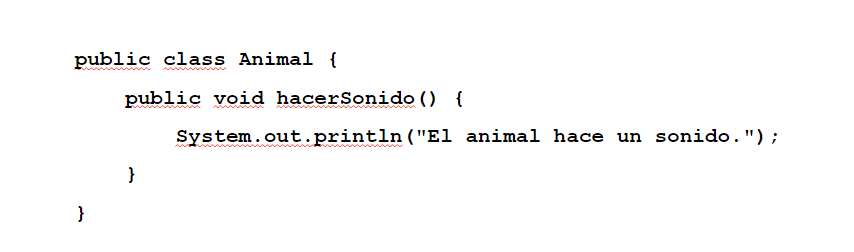 public class Animal {
public void hacerSonido() {
System.out.println("El animal hace un sonido.");
}
}